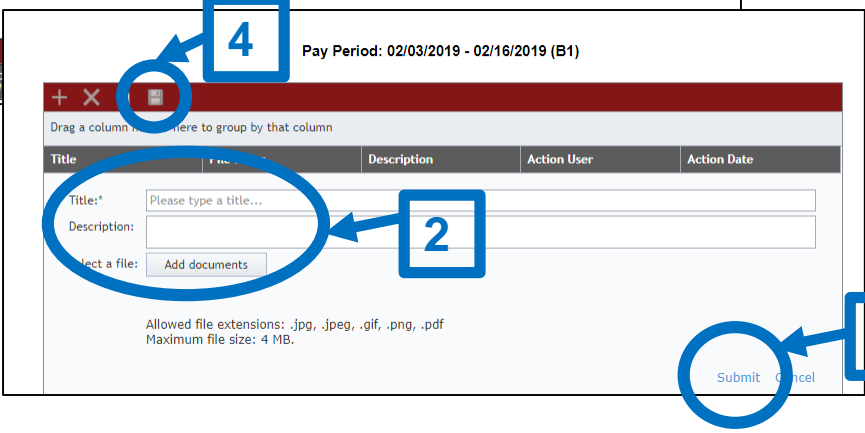 4
Pay Period: 02/03/2019 - 02/16/2019 (B1)
Drag a column here to group by that column
Title Description Action User Action Date
Title:* Please type a title...
Description:
2
a file: Add documents
Allowed file extensions: .jpg, .jpeg, .gif, .png, .pdf
Maximum file size: 4 MB.
Submit Cancel